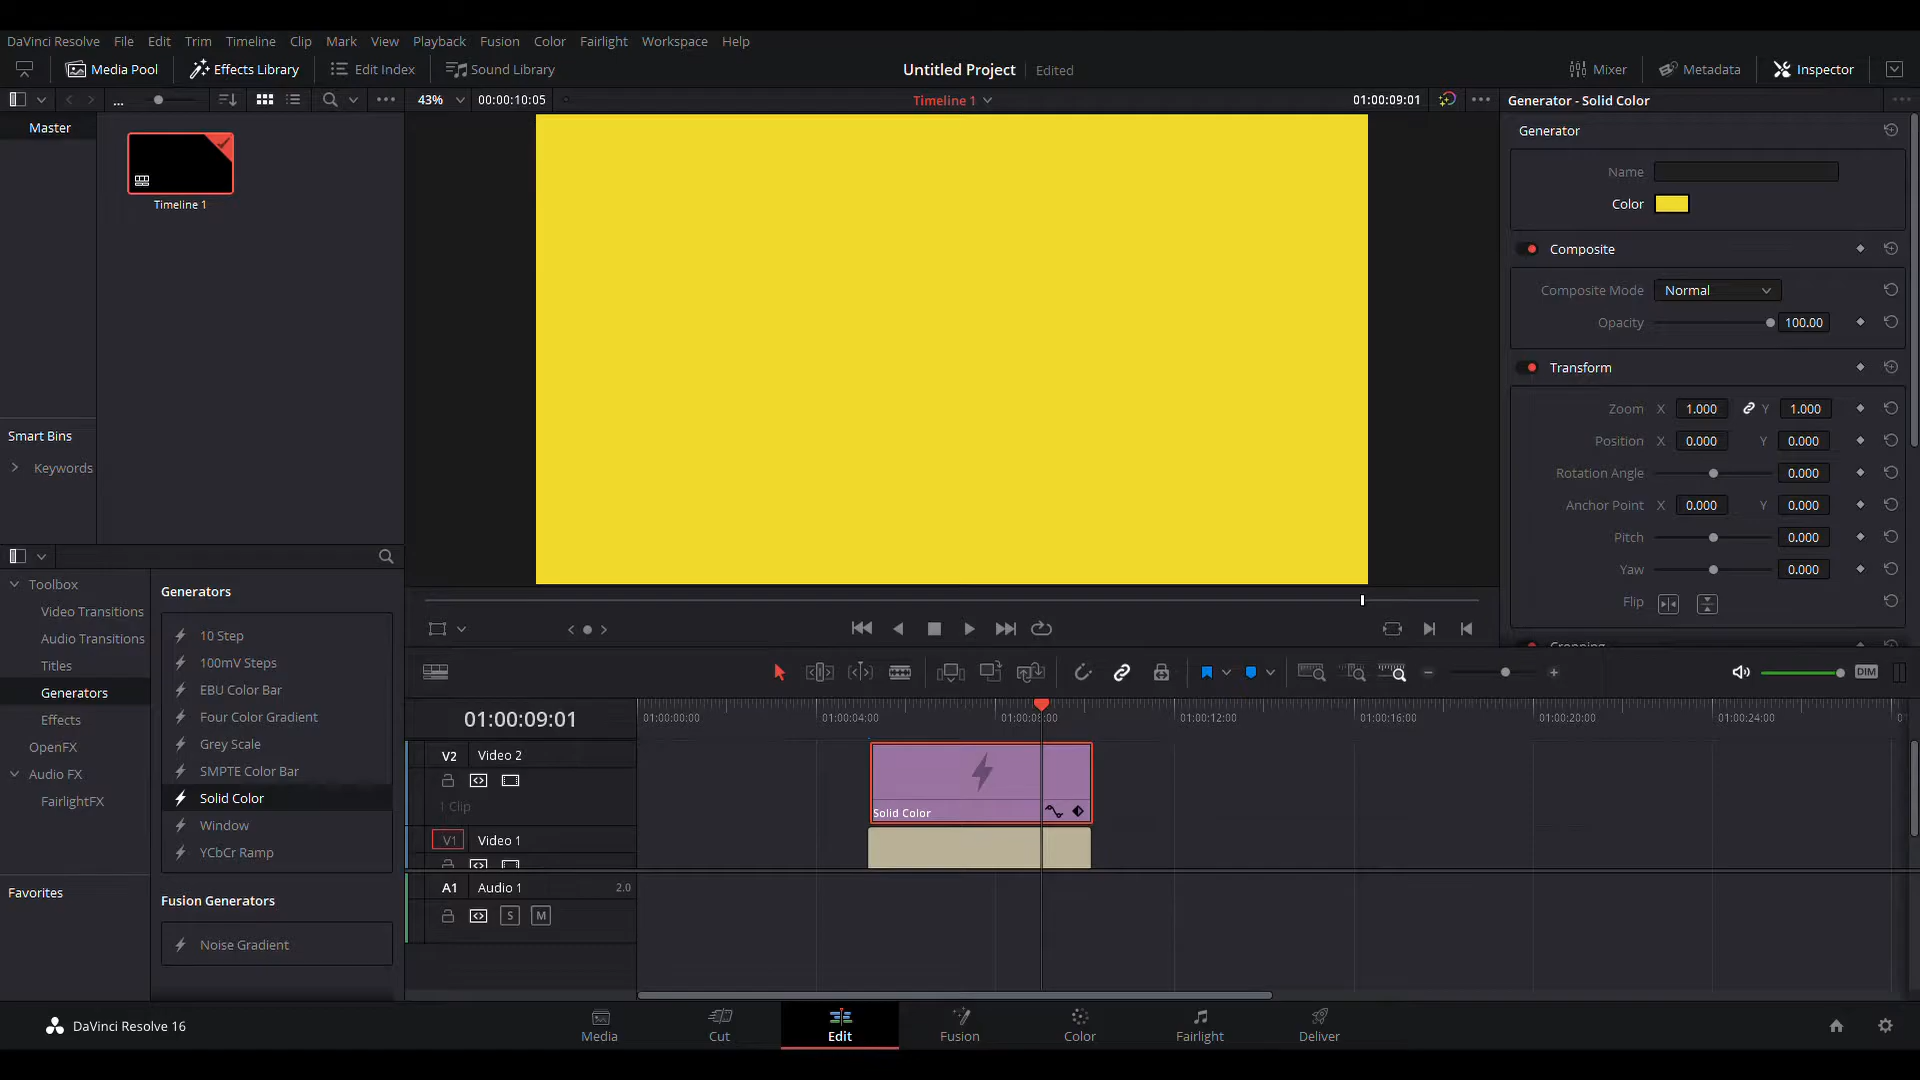 DaVinci Resolve File Edit Trim Timeline Clip Mark View Playback Fusion Color Fairlight Workspace Help
Media Pool Effects Library Edit Index Sound Library Untitled Project Edited Mixer Metadata Inspector
... 43% 00:00:10:05 Timeline 1 01:00:09:01 Generator - Solid Color
Master
Timeline 1
Smart Bins
Keywords
Generator
Name
Color
Composite
Composite Mode Normal
Opacity 100.00
Transform
Zoom X 1.000 Y 1.000
Position X 0.000 Y 0.000
Rotation Angle 0.000
Anchor Point X 0.000 Y 0.000
Pitch 0.000
Yaw 0.000
Flip
Cropping
Toolbox
Video Transitions
Audio Transitions
Titles
Generators
Effects
OpenFX
Audio FX
FairlightFX
Favorites
Generators
10 Step
100mV Steps
EBU Color Bar
Four Color Gradient
Grey Scale
SMPTE Color Bar
Solid Color
Window
YCbCr Ramp
Fusion Generators
Noise Gradient
DIM
01:00:09:01
01:00:00:00 01:00:04:00 01:00:08:00 01:00:12:00 01:00:16:00 01:00:20:00 01:00:24:00 0
V2 Video 2
1 Clip
Solid Color
V1 Video 1
A1 Audio 1 2.0
S M
DaVinci Resolve 16
Media Cut Edit Fusion Color Fairlight Deliver